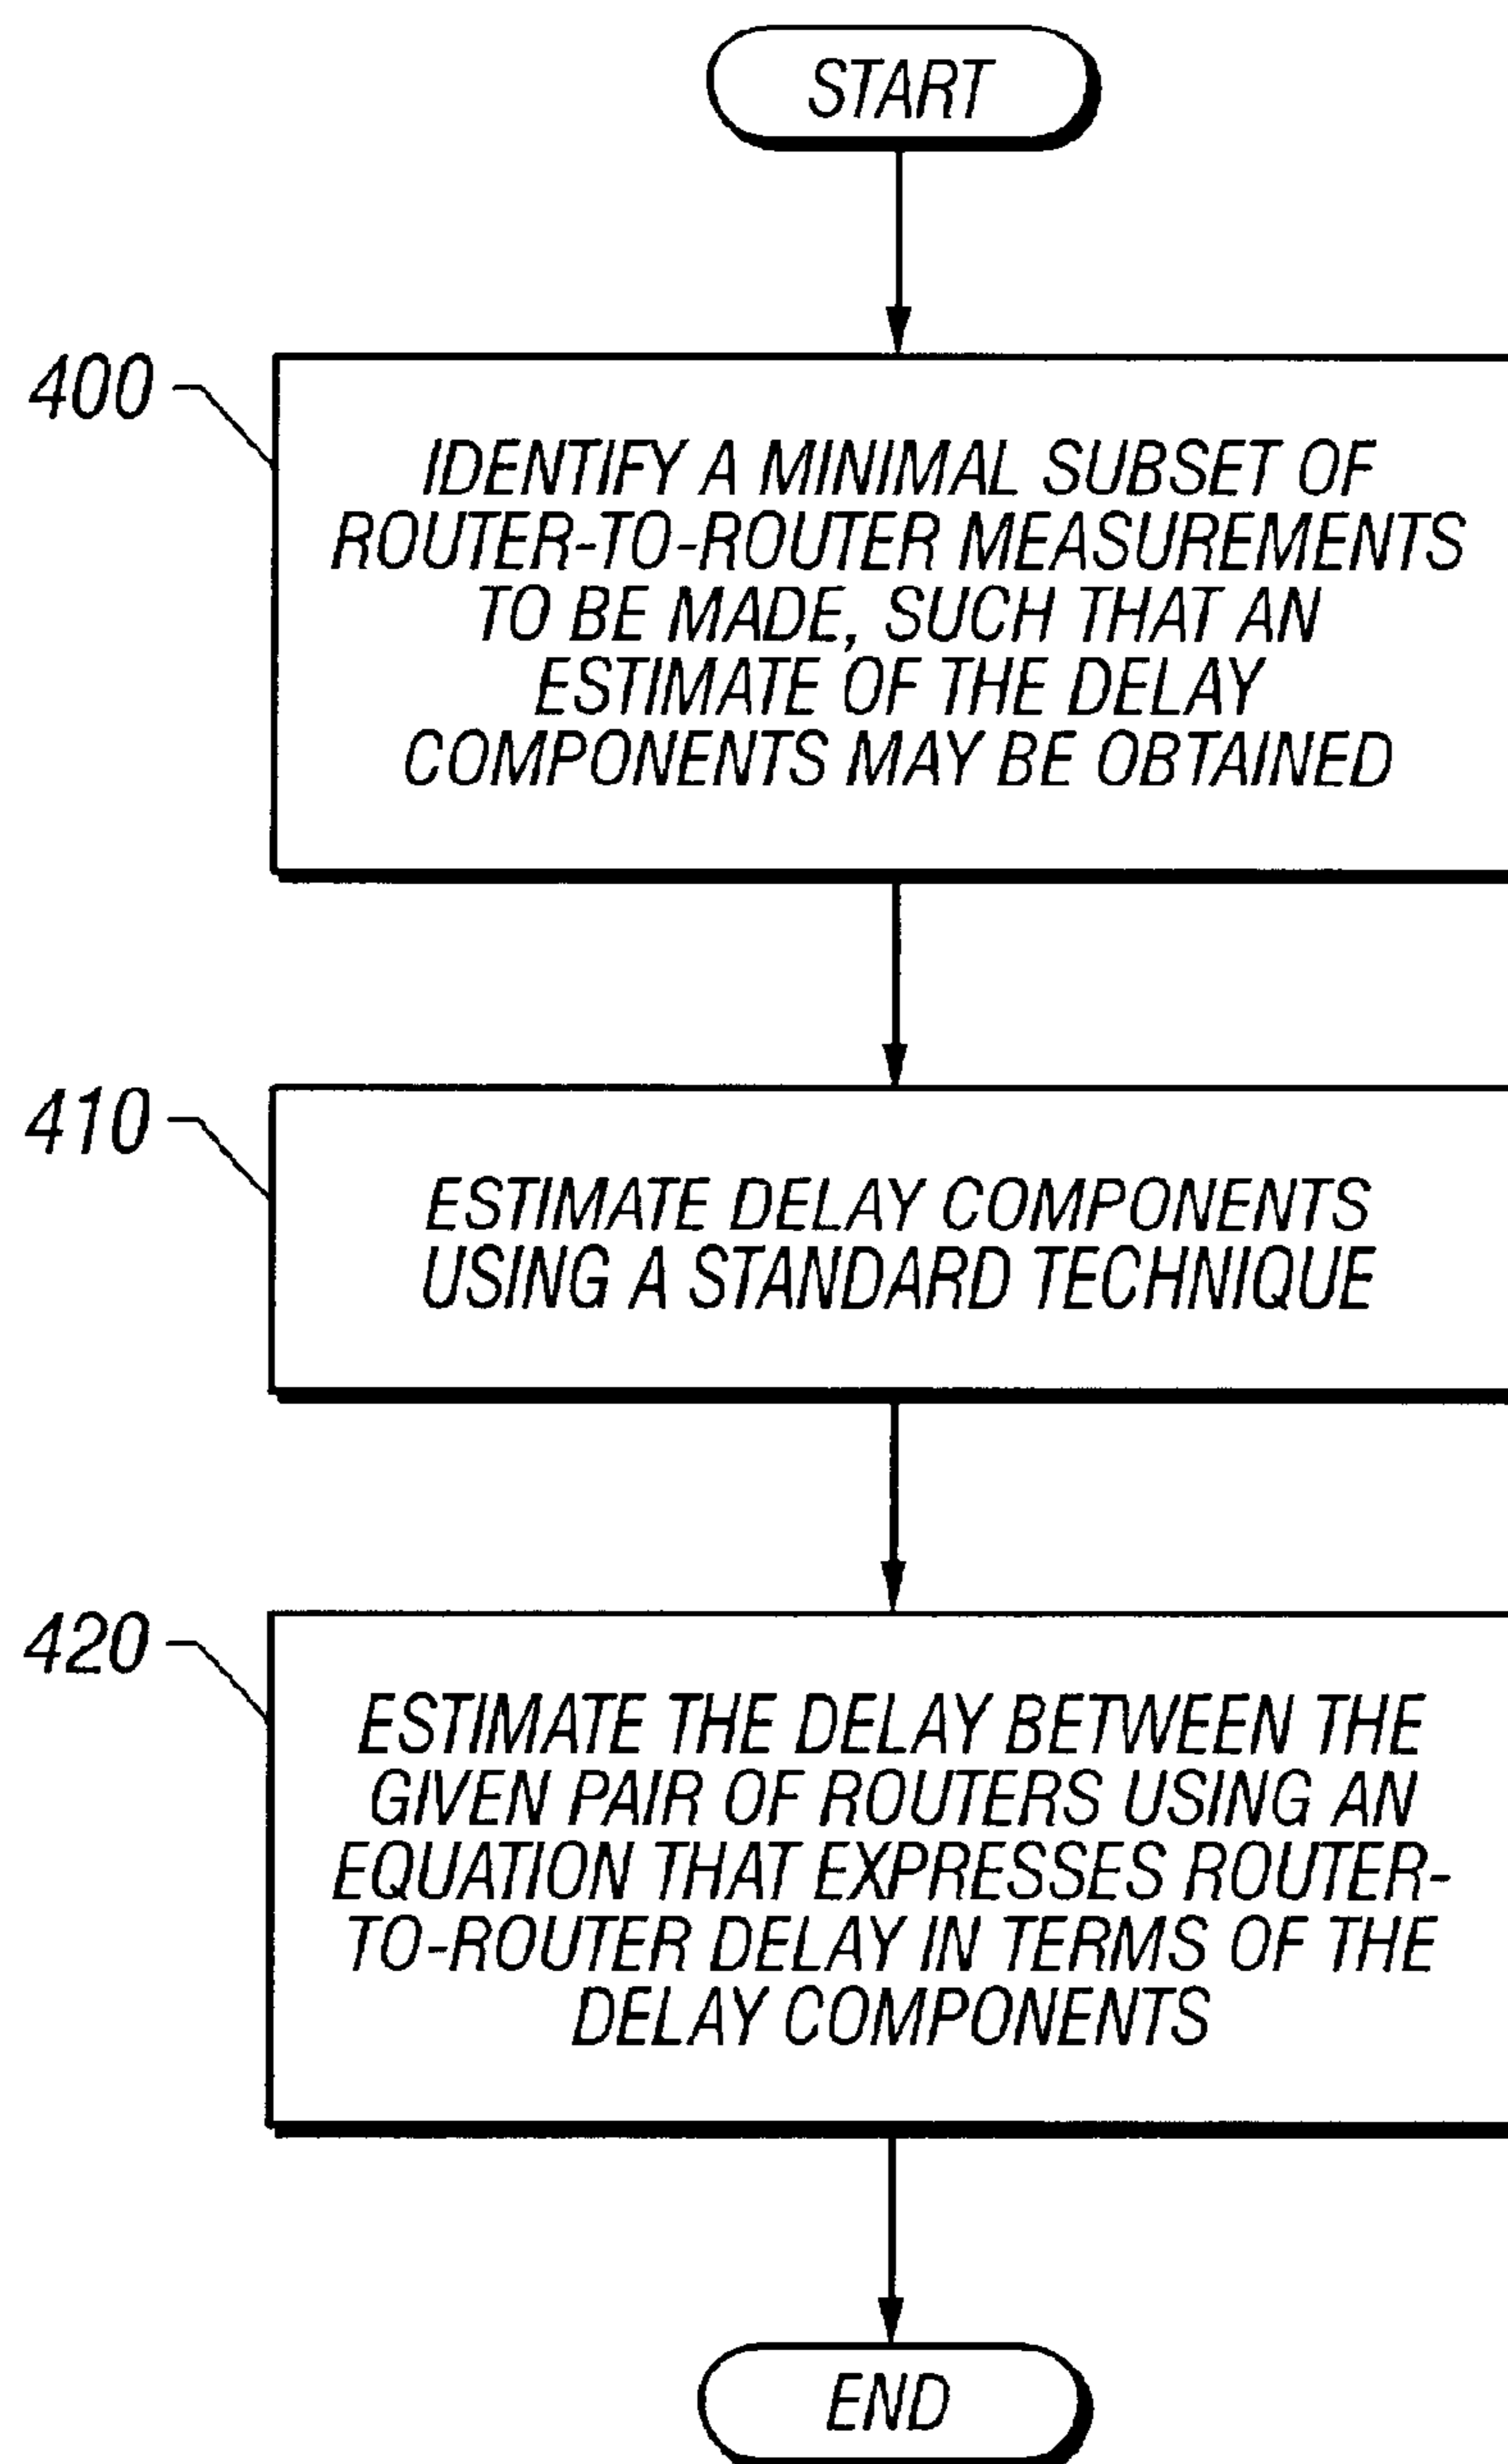 START
400
IDENTIFY A MINIMAL SUBSET OF
ROUTER-TO-ROUTER MEASUREMENTS
TO BE MADE, SUCH THAT AN
ESTIMATE OF THE DELAY
COMPONENTS MAY BE OBTAINED
410
ESTIMATE DELAY COMPONENTS
USING A STANDARD TECHNIQUE
420
ESTIMATE THE DELAY BETWEEN THE
GIVEN PAIR OF ROUTERS USING AN
EQUATION THAT EXPRESSES ROUTER-
TO-ROUTER DELAY IN TERMS OF THE
DELAY COMPONENTS
END